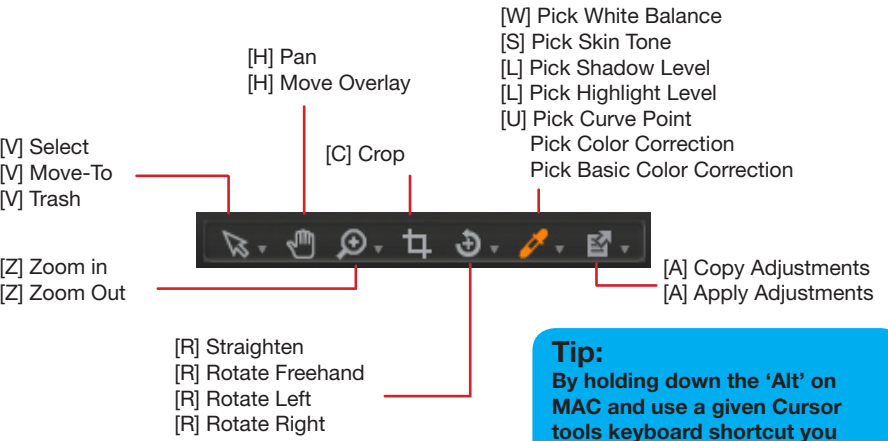 [W] Pick White Balance
[S] Pick Skin Tone
[L] Pick Shadow Level
[L] Pick Highlight Level
[U] Pick Curve Point
Pick Color Correction
Pick Basic Color Correction
[H] Pan
[H] Move Overlay
[C] Crop
[V] Select
[V] Move-To
[V] Trash
[Z] Zoom in
[Z] Zoom Out
[A] Copy Adjustments
[A] Apply Adjustments
[R] Straighten
[R] Rotate Freehand
[R] Rotate Left
[R] Rotate Right
Tip:
By holding down the ‘Alt’ on
MAC and use a given Cursor
tools keyboard shortcut you